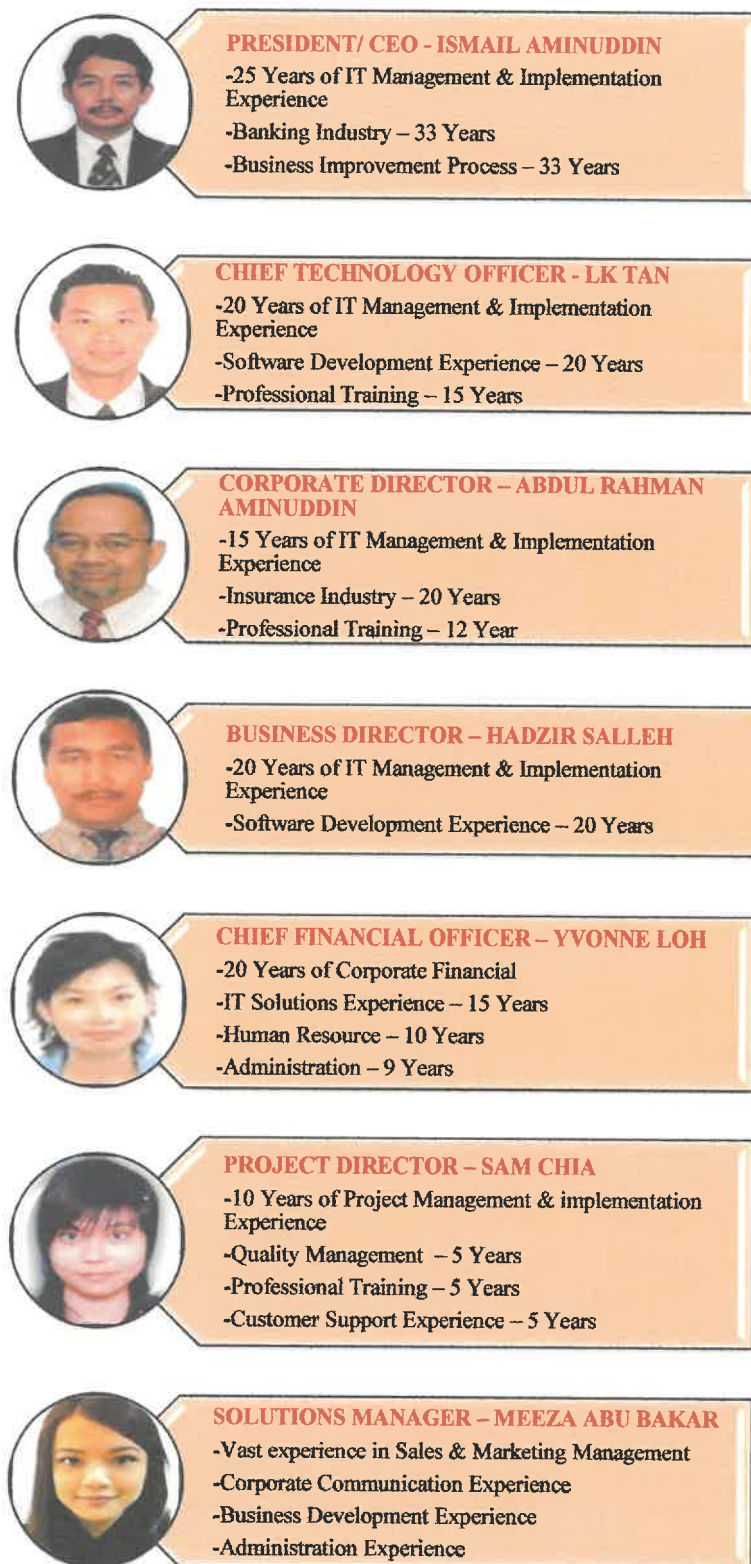 PRESIDENT/ CEO - ISMAIL AMINUDDIN
-25 Years of IT Management & Implementation
Experience
-Banking Industry – 33 Years
-Business Improvement Process – 33 Years
CHIEF TECHNOLOGY OFFICER - LK TAN
-20 Years of IT Management & Implementation
Experience
-Software Development Experience – 20 Years
-Professional Training – 15 Years
CORPORATE DIRECTOR – ABDUL RAHMAN
AMINUDDIN
-15 Years of IT Management & Implementation
Experience
-Insurance Industry – 20 Years
-Professional Training – 12 Year
BUSINESS DIRECTOR – HADZIR SALLEH
-20 Years of IT Management & Implementation
Experience
-Software Development Experience – 20 Years
CHIEF FINANCIAL OFFICER – YVONNE LOH
-20 Years of Corporate Financial
-IT Solutions Experience – 15 Years
-Human Resource – 10 Years
-Administration – 9 Years
PROJECT DIRECTOR – SAM CHIA
-10 Years of Project Management & implementation
Experience
-Quality Management – 5 Years
-Professional Training – 5 Years
-Customer Support Experience – 5 Years
SOLUTIONS MANAGER – MEEZA ABU BAKAR
-Vast experience in Sales & Marketing Management
-Corporate Communication Experience
-Business Development Experience
-Administration Experience